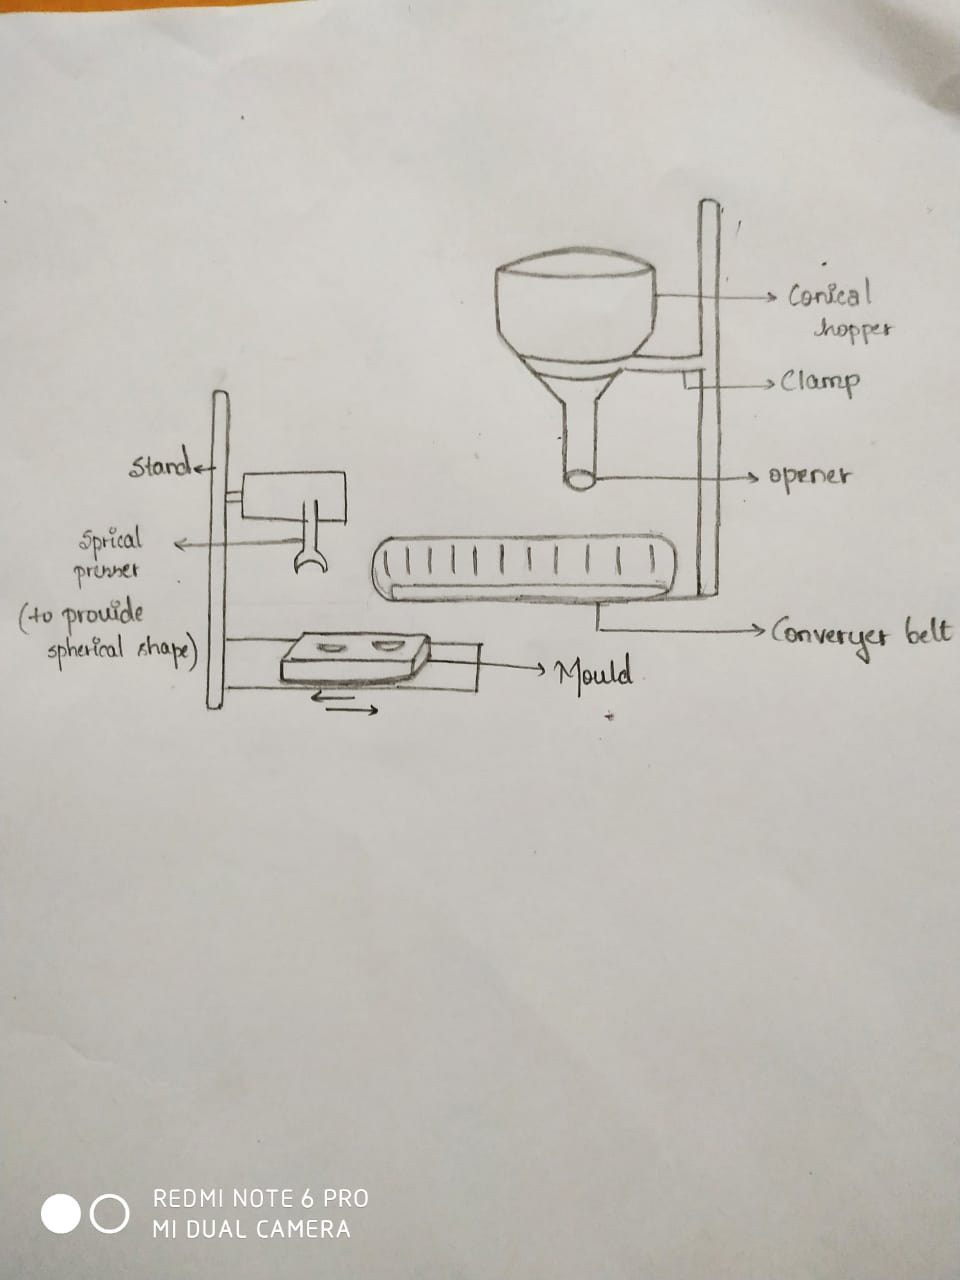 Conical
hopper
Clamp
Stand
opener
Sprical
presser
(to provide
spherical shape)
Converyer belt
Mould
REDMI NOTE 6 PRO
MI DUAL CAMERA